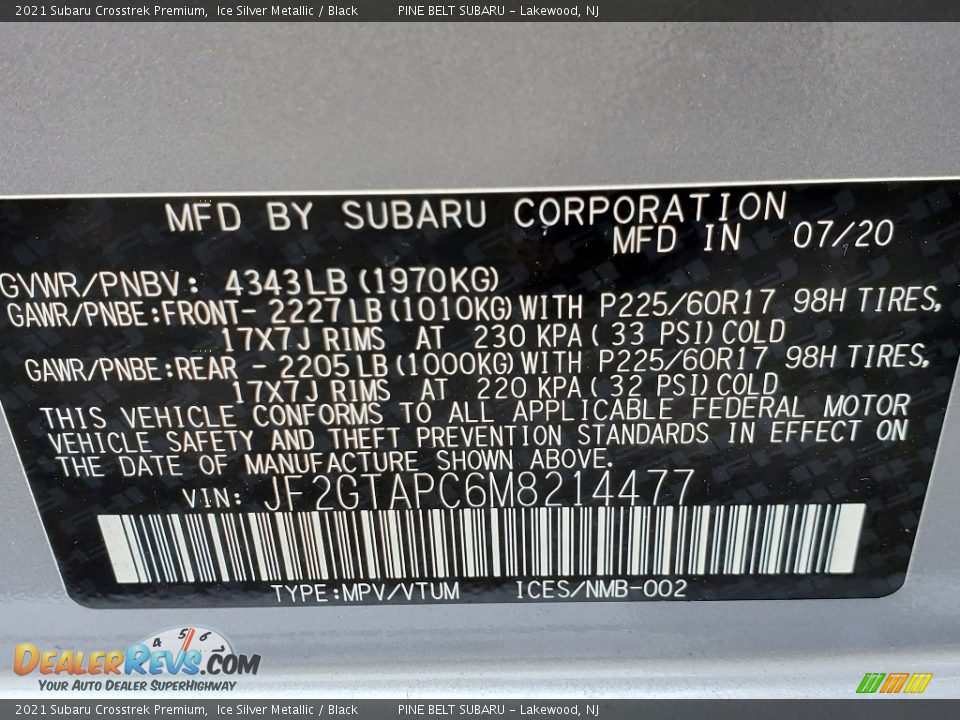 2021 Subaru Crosstrek Premium, Ice Silver Metallic / Black PINE BELT SUBARU - Lakewood, NJ
MFD BY SUBARU CORPORATION
MFD IN 07/20
GVWR/PNBV: 4343LB (1970KG)
GAWR/PNBE:FRONT- 2227LB(1010KG)WITH P225/60R17 98H TIRES,
17X7J RIMS AT 230 KPA( 33 PSI)COLD
GAWR/PNBE:REAR - 2205LB(1000KG)WITH P225/60R17 98H TIRES,
17X7J RIMS AT 220 KPA( 32 PSI)COLD
THIS VEHICLE CONFORMS TO ALL APPLICABLE FEDERAL MOTOR
VEHICLE SAFETY AND THEFT PREVENTION STANDARDS IN EFFECT ON
THE DATE OF MANUFACTURE SHOWN ABOVE.
VIN: JF2GTAPC6M8214477
TYPE:MPV/VTUM ICES/NMB-002
4 5 6
DEALERREVS.COM
YOUR AUTO DEALER SUPERHIGHWAY
2021 Subaru Crosstrek Premium, Ice Silver Metallic / Black PINE BELT SUBARU - Lakewood, NJ